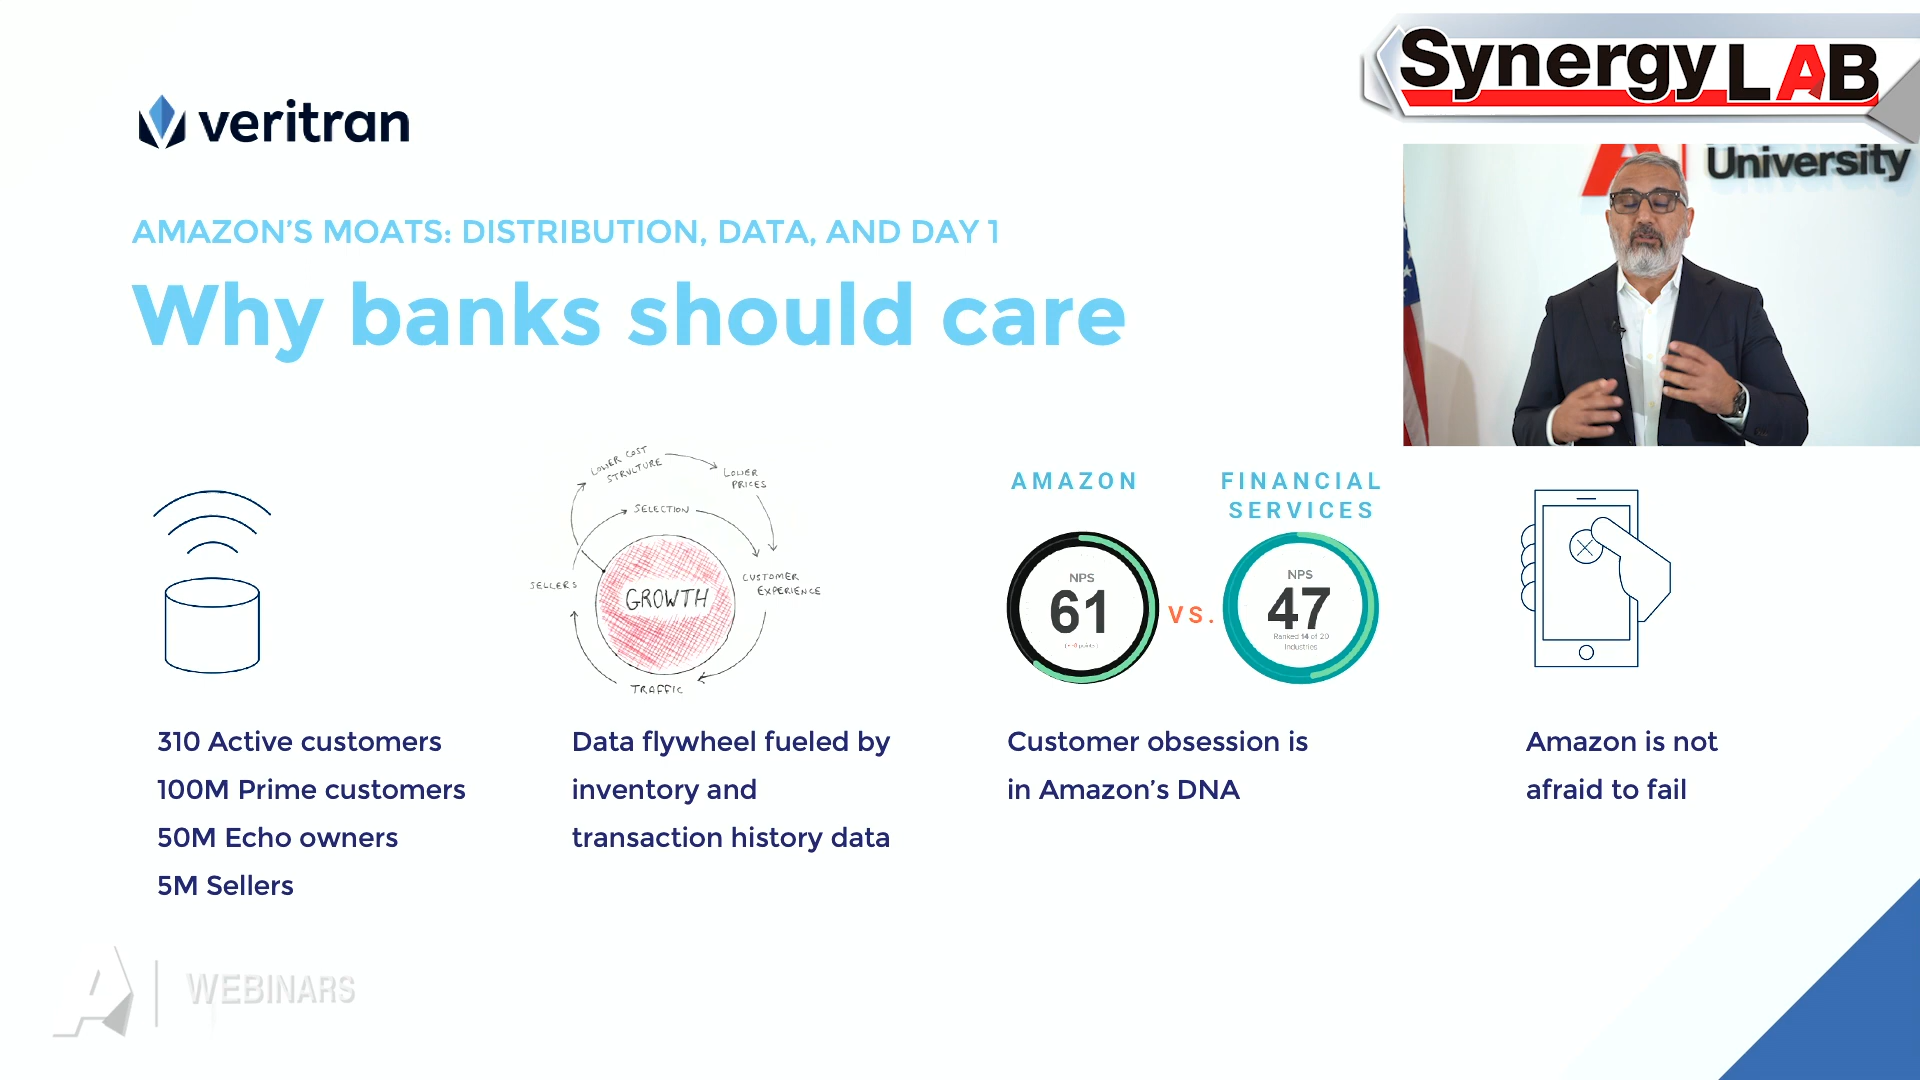 SynergyLAB
veritran
University
AMAZON'S MOATS: DISTRIBUTION, DATA, AND DAY 1
Why banks should care
LOWER COST
STRUCTURE
LOWER
PRICES
SELECTION
SELLERS
GROWTH
CUSTOMER
EXPERIENCE
TRAFFIC
AMAZON
FINANCIAL
SERVICES
NPS
61
VS.
NPS
47
Ranked 14 of 20
Industries
310 Active customers
100M Prime customers
50M Echo owners
5M Sellers
Data flywheel fueled by
inventory and
transaction history data
Customer obsession is
in Amazon's DNA
Amazon is not
afraid to fail
A | WEBINARS